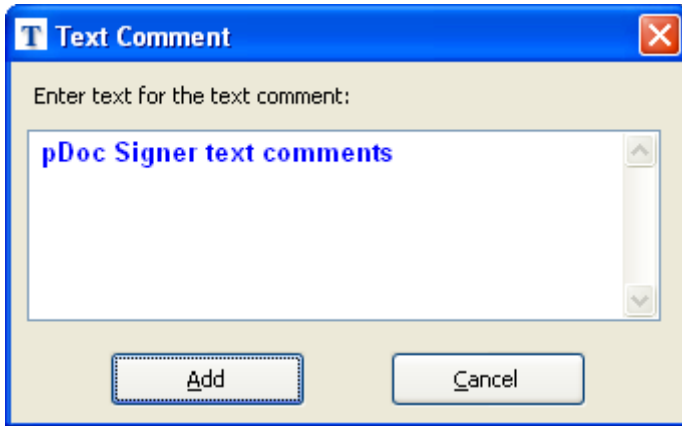 T Text Comment
Enter text for the text comment:
pDoc Signer text comments
Add
Cancel